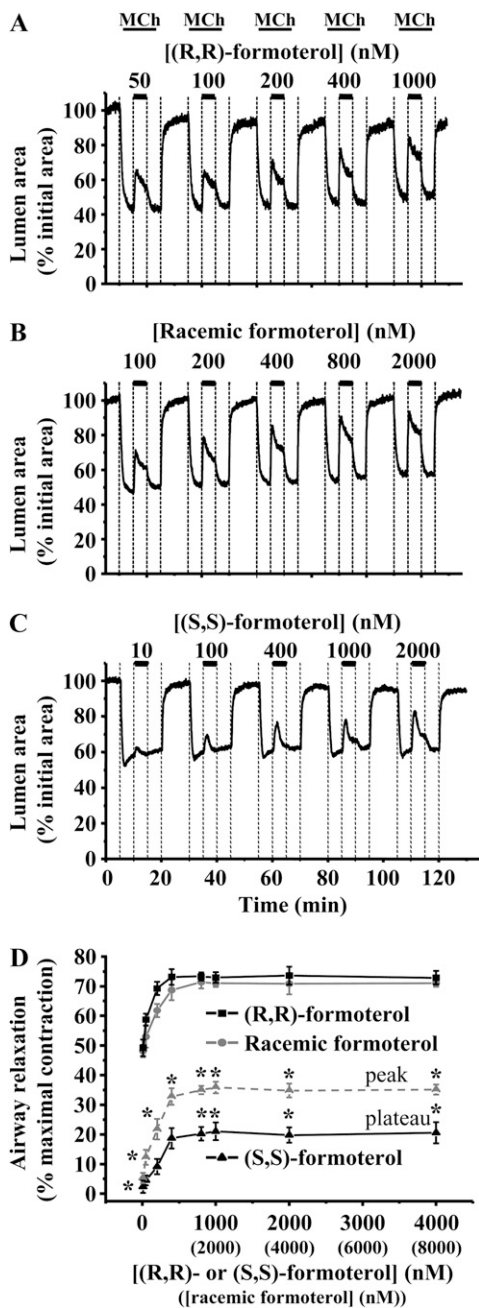 A
MCh MCh MCh MCh MCh
[(R,R)-formoterol] (nM)
50 100 200 400 1000
100
80
60
40
20
0
Lumen area
(% initial area)
B
[Racemic formoterol] (nM)
100 200 400 800 2000
100
80
60
40
20
0
Lumen area
(% initial area)
C
[(S,S)-formoterol] (nM)
10 100 400 1000 2000
100
80
60
40
20
0
Lumen area
(% initial area)
0 20 40 60 80 100 120
Time (min)
D
80
70
60
50
40
30
20
10
0
Airway relaxation
(% maximal contraction)
(R,R)-formoterol
Racemic formoterol
* * * * * * * peak
* * * * * * plateau
(S,S)-formoterol
0 1000 2000 3000 4000
(2000) (4000) (6000) (8000)
[(R,R)- or (S,S)-formoterol] (nM)
([racemic formoterol] (nM))